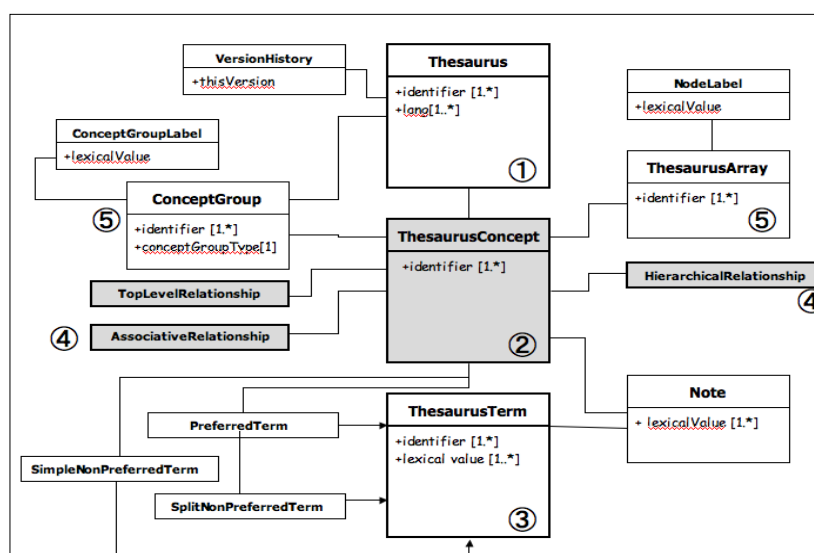 VersionHistory
+thisVersion
Thesaurus
+identifier [1.*]
+lang[1..*]
①
NodeLabel
+lexicalValue
ConceptGroupLabel
+lexicalValue
ThesaurusArray
+identifier [1.*]
⑤
ConceptGroup
+identifier [1.*]
+conceptGroupType[1]
⑤
ThesaurusConcept
+identifier [1.*]
②
TopLevelRelationship
HierarchicalRelationship
④
AssociativeRelationship
④
Note
+ lexicalValue [1.*]
ThesaurusTerm
+identifier [1.*]
+lexical value [1..*]
③
PreferredTerm
SimpleNonPreferredTerm
SplitNonPreferredTerm